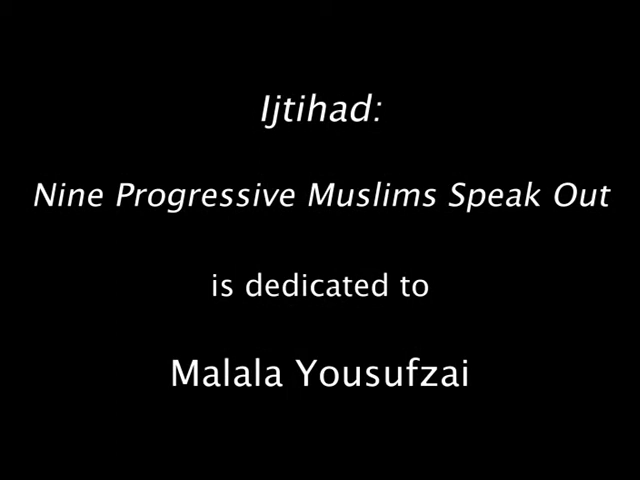 Ijtihad:
Nine Progressive Muslims Speak Out
is dedicated to
Malala Yousufzai